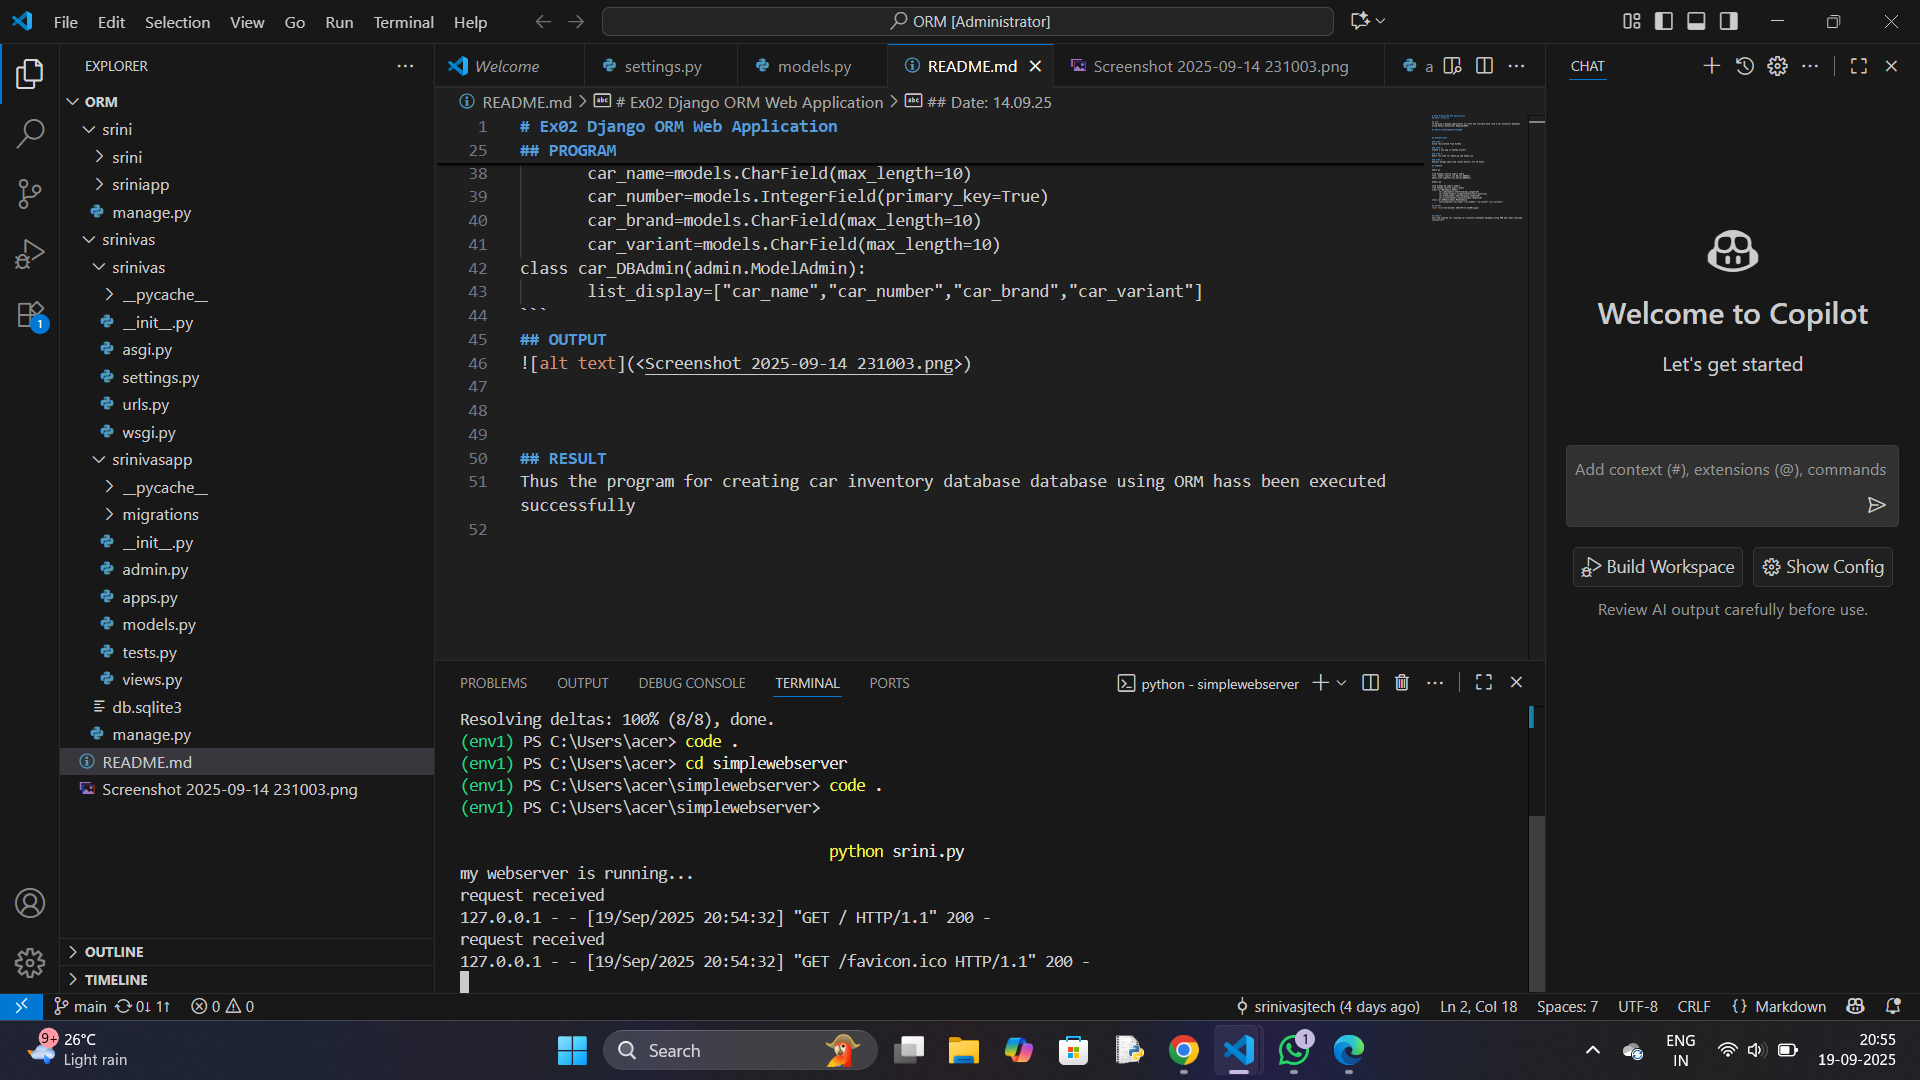 File Edit Selection View Go Run Terminal Help
ORM [Administrator]
EXPLORER
ORM
srini
srini
sriniapp
manage.py
srinivas
srinivas
__pycache__
__init__.py
asgi.py
settings.py
urls.py
wsgi.py
srinivasapp
__pycache__
migrations
__init__.py
admin.py
apps.py
models.py
tests.py
views.py
db.sqlite3
manage.py
README.md
Screenshot 2025-09-14 231003.png
OUTLINE
TIMELINE
1
Welcome settings.py models.py README.md Screenshot 2025-09-14 231003.png a
README.md > # Ex02 Django ORM Web Application > ## Date: 14.09.25
1 # Ex02 Django ORM Web Application
25 ## PROGRAM
38 car_name=models.CharField(max_length=10)
39 car_number=models.IntegerField(primary_key=True)
40 car_brand=models.CharField(max_length=10)
41 car_variant=models.CharField(max_length=10)
42 class car_DBAdmin(admin.ModelAdmin):
43 list_display=["car_name","car_number","car_brand","car_variant"]
44 ```
45 ## OUTPUT
46 ![alt text](<Screenshot 2025-09-14 231003.png>)
47
48
49
50 ## RESULT
51 Thus the program for creating car inventory database database using ORM hass been executed
successfully
52
PROBLEMS OUTPUT DEBUG CONSOLE TERMINAL PORTS
python - simplewebserver
Resolving deltas: 100% (8/8), done.
(env1) PS C:\Users\acer> code .
(env1) PS C:\Users\acer> cd simplewebserver
(env1) PS C:\Users\acer\simplewebserver> code .
(env1) PS C:\Users\acer\simplewebserver>
python srini.py
my webserver is running...
request received
127.0.0.1 - - [19/Sep/2025 20:54:32] "GET / HTTP/1.1" 200 -
request received
127.0.0.1 - - [19/Sep/2025 20:54:32] "GET /favicon.ico HTTP/1.1" 200 -
CHAT
Welcome to Copilot
Let's get started
Add context (#), extensions (@), commands
Build Workspace Show Config
Review AI output carefully before use.
main 0↓ 1↑ 0 0
srinivasjtech (4 days ago) Ln 2, Col 18 Spaces: 7 UTF-8 CRLF {} Markdown
9+ 26°C
Light rain
Search
1
ENG
IN
20:55
19-09-2025